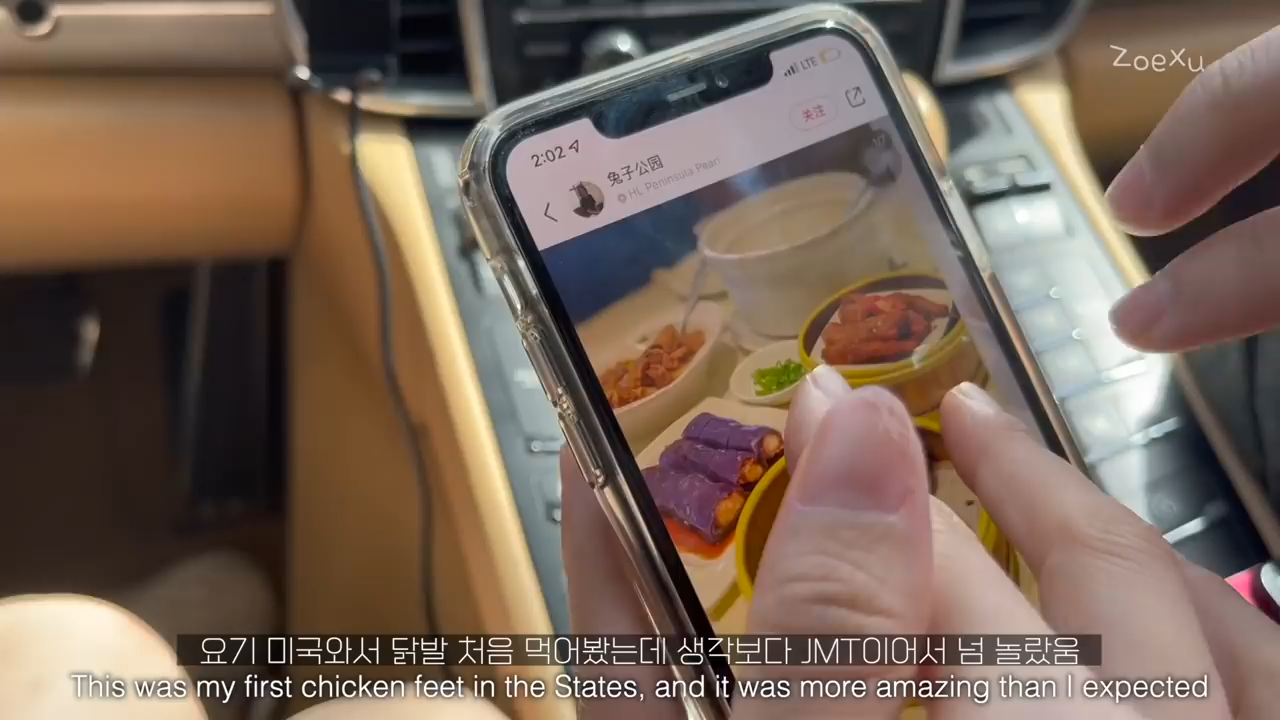 ZoeXu
LTE
2:02
关注
兔子公园
HL Peninsula Pearl
요기 미국와서 닭발 처음 먹어봤는데 생각보다 JMT이어서 넘 놀랐움
This was my first chicken feet in the States, and it was more amazing than I expected